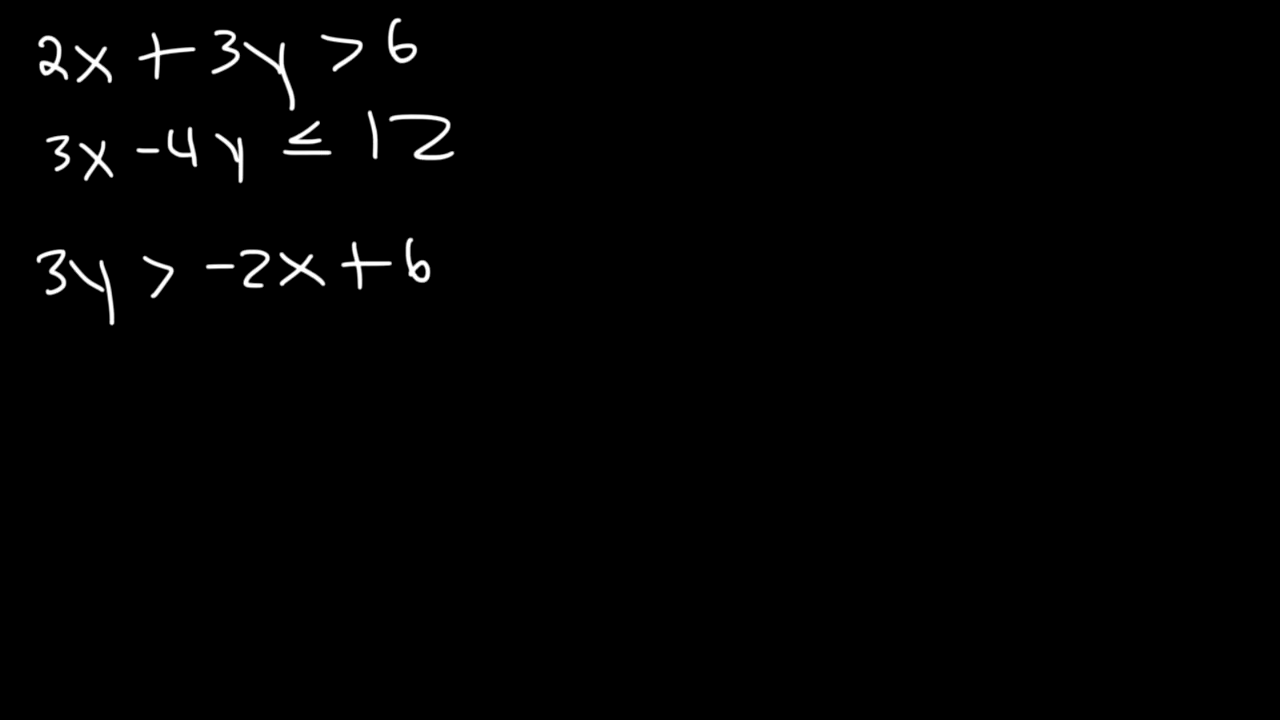 2x + 3y > 6
3x - 4y ≤ 12
3y > -2x + 6